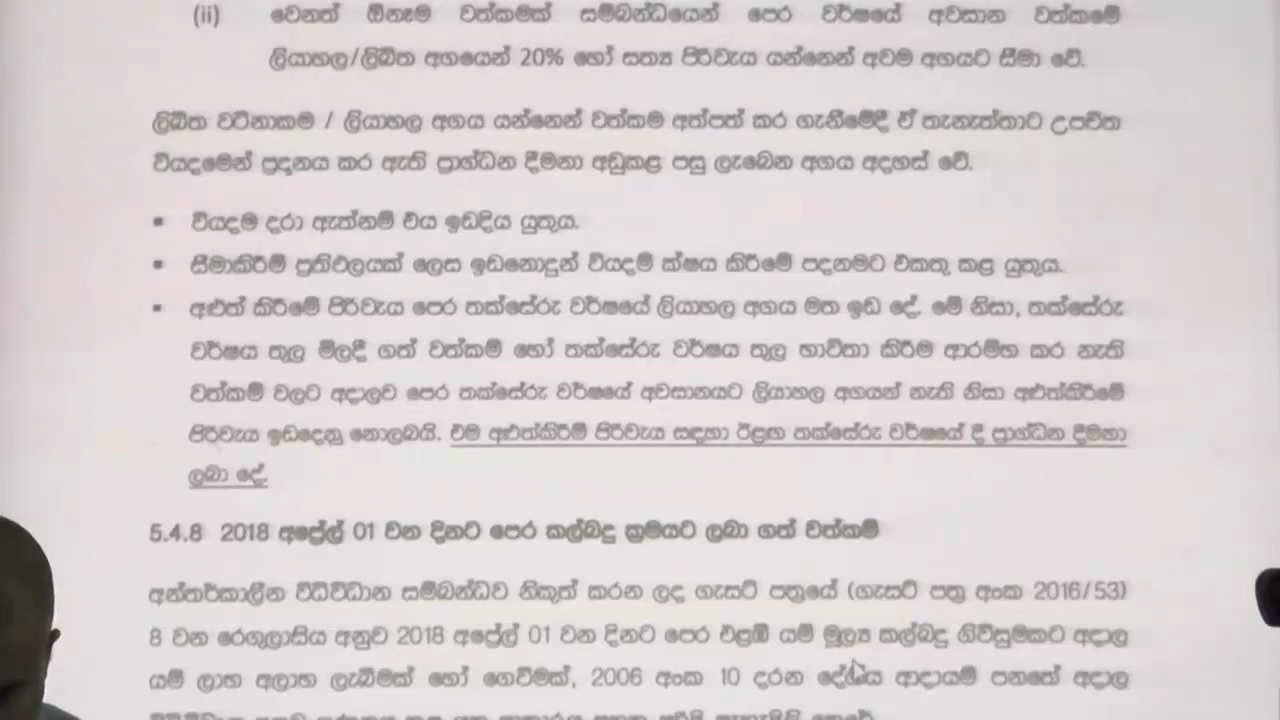 (ii) වෙනත් ඕනෑම වත්කමක් සම්බන්ධයෙන් පෙර වර්ෂයේ අවසාන වත්කමේ
ලියාහල/ලිඛිත අගයෙන් 20% හෝ සත්‍ය පිරිවැය යන්නෙන් අවම අගයට සීමා වේ.
ලිඛිත වටිනාකම / ලියාහල අගය යන්නෙන් වත්කම අත්පත් කර ගැනීමේදී ඒ තැනැත්තාට උපචිත
වියදමෙන් ප්‍රදානය කර ඇති ප්‍රාග්ධන දීමනා අඩුකළ පසු ලැබෙන අගය අදහස් වේ.
▪ වියදම දරා ඇත්නම් එය ඉඩදිය යුතුය.
▪ සීමාකිරීම් ප්‍රතිඵලයක් ලෙස ඉඩනොදුන් වියදම් ක්ෂය කිරීමේ පදනමට එකතු කළ යුතුය.
▪ අළුත් කිරීමේ පිරිවැය පෙර තක්සේරු වර්ෂයේ ලියාහල අගය මත ඉඩ දේ. මේ නිසා, තක්සේරු
වර්ෂය තුල මිලදී ගත් වත්කම් හෝ තක්සේරු වර්ෂය තුල භාවිතා කිරීම ආරම්භ කර නැති
වත්කම් වලට අදාලව පෙර තක්සේරු වර්ෂයේ අවසානයට ලියාහල අගයන් නැති නිසා අළුත්කිරීමේ
පිරිවැය ඉඩදෙනු නොලබයි. එම අළුත්කිරීම් පිරිවැය සඳහා ඊළඟ තක්සේරු වර්ෂයේ දී ප්‍රාග්ධන දීමනා
ලබා දේ.
5.4.8 2018 අප්‍රේල් 01 වන දිනට පෙර කල්බදු ක්‍රමයට ලබා ගත් වත්කම්
අන්තර්කාලීන විධිවිධාන සම්බන්ධව නිකුත් කරන ලද ගැසට් පත්‍රයේ (ගැසට් පත්‍ර අංක 2016/53)
8 වන රෙගුලාසිය අනුව 2018 අප්‍රේල් 01 වන දිනට පෙර එළඹී යම් මූල්‍ය කල්බදු ගිවිසුමකට අදාල
යම් ලාභ අලාභ ලැබීමක් හෝ ගෙවීමක්, 2006 අංක 10 දරන දේශීය ආදායම් පනතේ අදාල